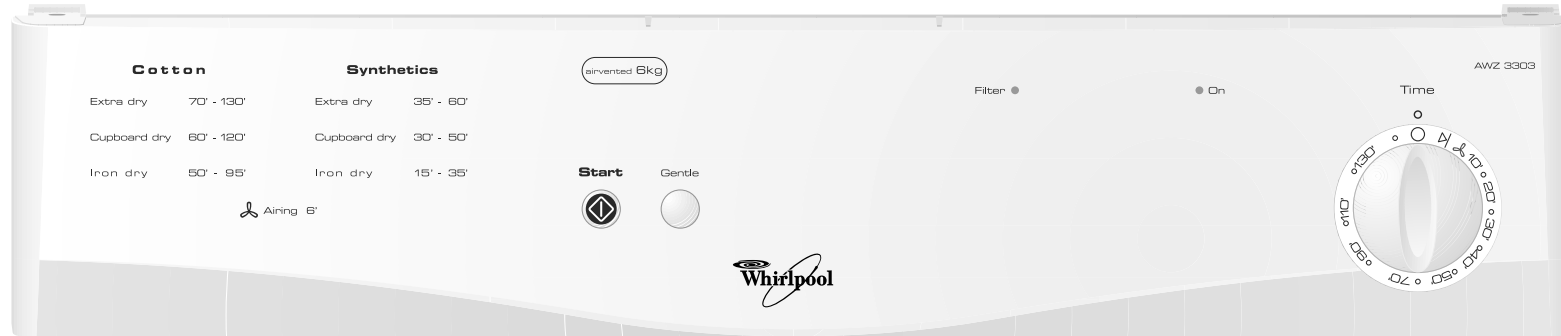 Cotton
Extra dry 70' - 130'
Cupboard dry 60' - 120'
Iron dry 50' - 95'
Synthetics
Extra dry 35' - 60'
Cupboard dry 30' - 50'
Iron dry 15' - 35'
Airing 6'
airvented 6kg
Start
Gentle
Whirlpool
Filter
On
AWZ 3303
Time
10'
20'
30'
40'
50'
70'
90'
110'
130'